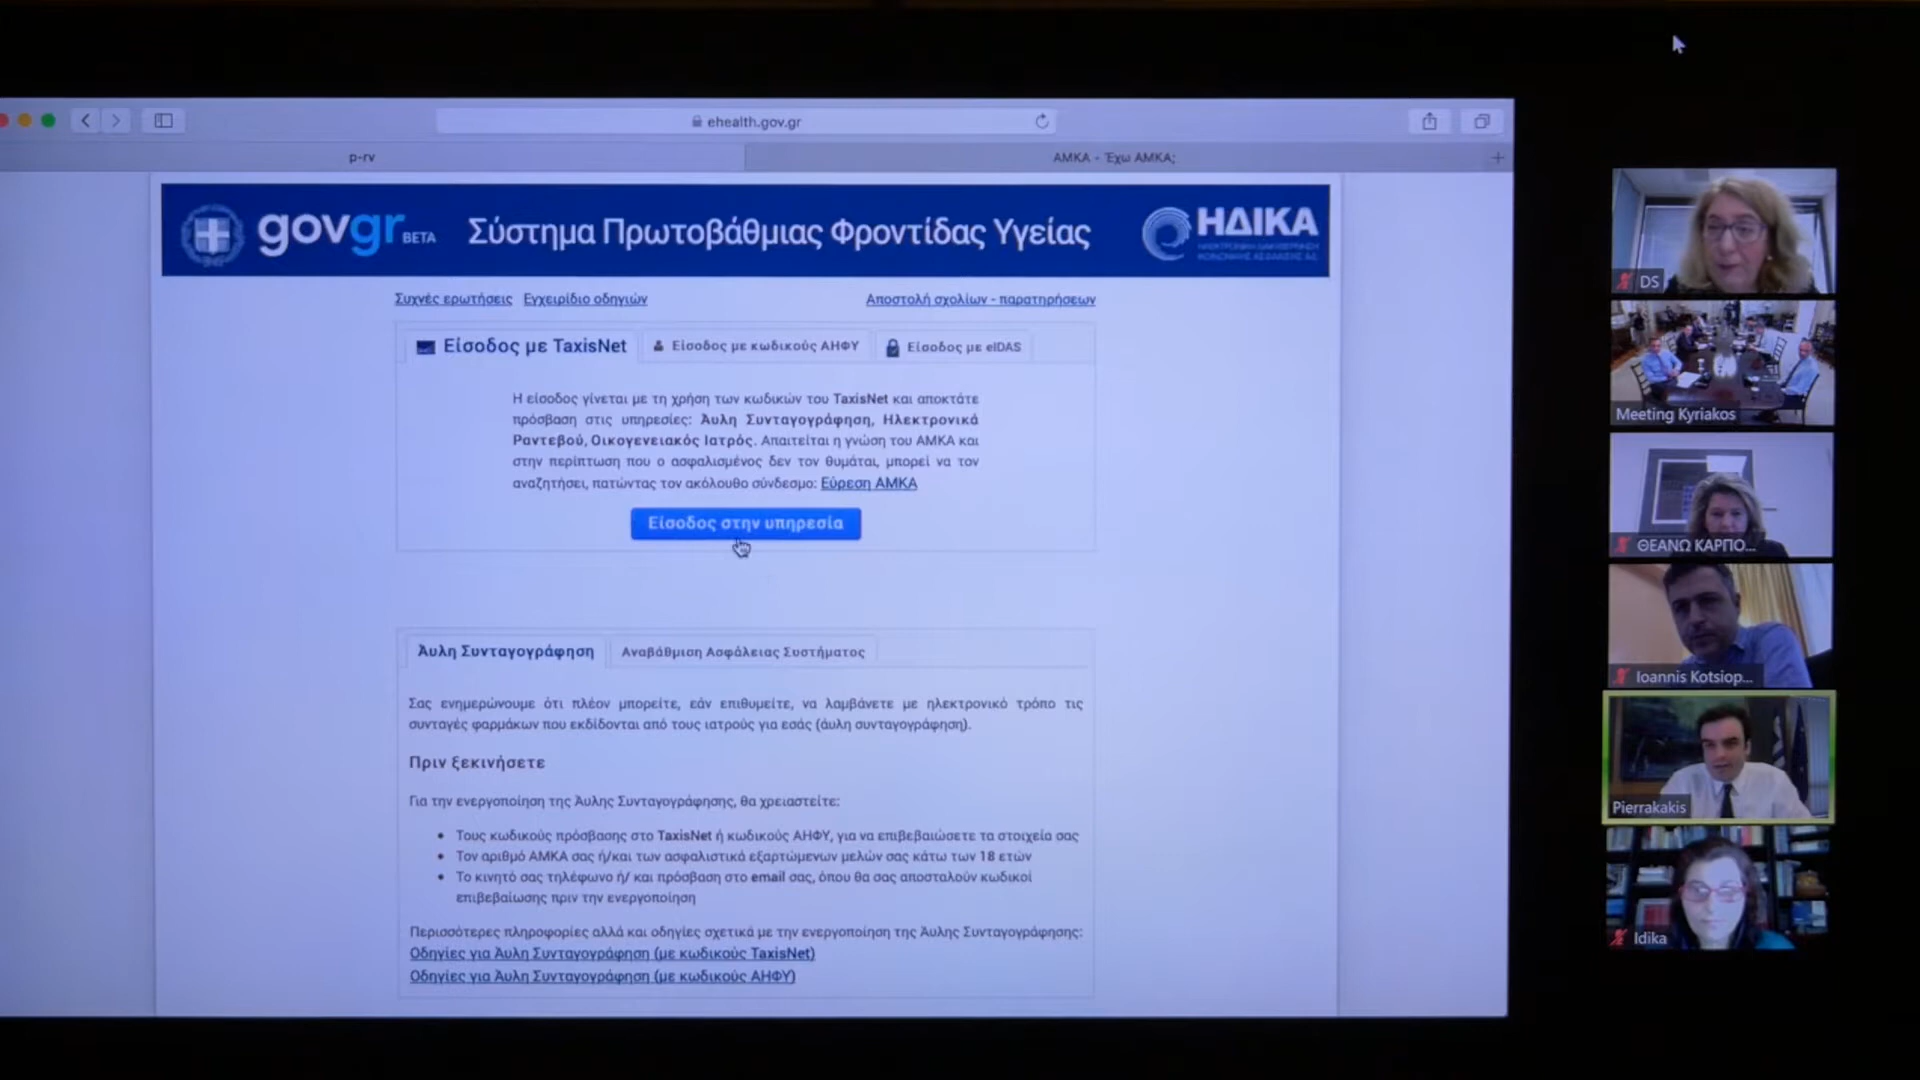 ehealth.gov.gr
p-rv
ΑΜΚΑ - Έχω ΑΜΚΑ;
govgr BETA
Σύστημα Πρωτοβάθμιας Φροντίδας Υγείας
ΗΔΙΚΑ
Συχνές ερωτήσεις Εγχειρίδιο οδηγιών
Αποστολή σχολίων - παρατηρήσεων
Είσοδος με TaxisNet
Είσοδος με κωδικούς ΑΗΦΥ
Είσοδος με eIDAS
Η είσοδος γίνεται με τη χρήση των κωδικών του TaxisNet και αποκτάτε
πρόσβαση στις υπηρεσίες: Άυλη Συνταγογράφηση, Ηλεκτρονικά
Ραντεβού, Οικογενειακός Ιατρός. Απαιτείται η γνώση του ΑΜΚΑ και
στην περίπτωση που ο ασφαλισμένος δεν τον θυμάται, μπορεί να τον
αναζητήσει, πατώντας τον ακόλουθο σύνδεσμο: Εύρεση ΑΜΚΑ
Είσοδος στην υπηρεσία
Άυλη Συνταγογράφηση
Αναβάθμιση Ασφάλειας Συστήματος
Σας ενημερώνουμε ότι πλέον μπορείτε, εάν επιθυμείτε, να λαμβάνετε με ηλεκτρονικό τρόπο τις
συνταγές φαρμάκων που εκδίδονται από τους ιατρούς για εσάς (άυλη συνταγογράφηση).
Πριν ξεκινήσετε
Για την ενεργοποίηση της Άυλης Συνταγογράφησης, θα χρειαστείτε:
• Τους κωδικούς πρόσβασης στο TaxisNet ή κωδικούς ΑΗΦΥ, για να επιβεβαιώσετε τα στοιχεία σας
• Τον αριθμό ΑΜΚΑ σας ή/και των ασφαλιστικά εξαρτώμενων μελών σας κάτω των 18 ετών
• Το κινητό σας τηλέφωνο ή/ και πρόσβαση στο email σας, όπου θα σας αποσταλούν κωδικοί
επιβεβαίωσης πριν την ενεργοποίηση
Περισσότερες πληροφορίες αλλά και οδηγίες σχετικά με την ενεργοποίηση της Άυλης Συνταγογράφησης:
Οδηγίες για Άυλη Συνταγογράφηση (με κωδικούς TaxisNet)
Οδηγίες για Άυλη Συνταγογράφηση (με κωδικούς ΑΗΦΥ)
DS
Meeting Kyriakos
ΘΕΑΝΩ ΚΑΡΠΟ...
Ioannis Kotsiop...
Pierrakakis
Idika